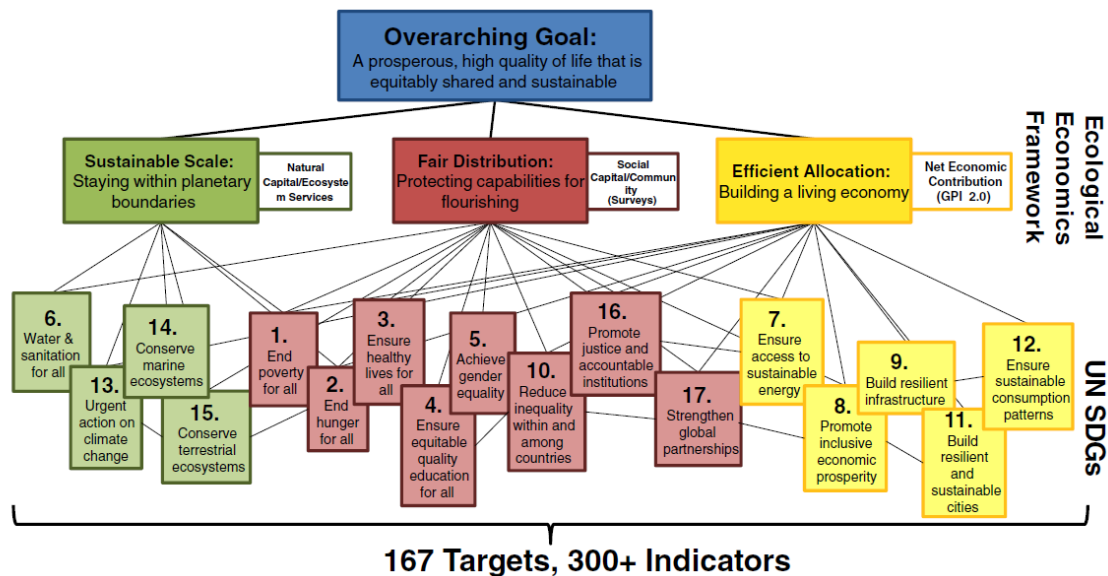 Overarching Goal:
A prosperous, high quality of life that is
equitably shared and sustainable
Sustainable Scale:
Staying within planetary
boundaries
Natural
Capital/Ecosyste
m Services
Fair Distribution:
Protecting capabilities for
flourishing
Social
Capital/Commun
ity
(Surveys)
Efficient Allocation:
Building a living economy
Net Economic
Contribution
(GPI 2.0)
Ecological
Economics
Framework
6.
Water &
sanitation
for all
13.
Urgent
action on
climate
change
14.
Conserve
marine
ecosystems
15.
Conserve
terrestrial
ecosystems
1.
End
poverty for
all
2.
End
hunger for
all
3.
Ensure
healthy
lives for
all
4.
Ensure
equitable
quality
education
for all
5.
Achieve
gender
equality
10.
Reduce
inequality
within and
among
countries
16.
Promote
justice and
accountable
institutions
17.
Strengthen
global
partnerships
7.
Ensure
access to
sustainable
energy
8.
Promote
inclusive
economic
prosperity
9.
Build resilient
infrastructure
11.
Build
resilient
and
sustainable
cities
12.
Ensure
sustainable
consumption
patterns
UN SDGs
167 Targets, 300+ Indicators